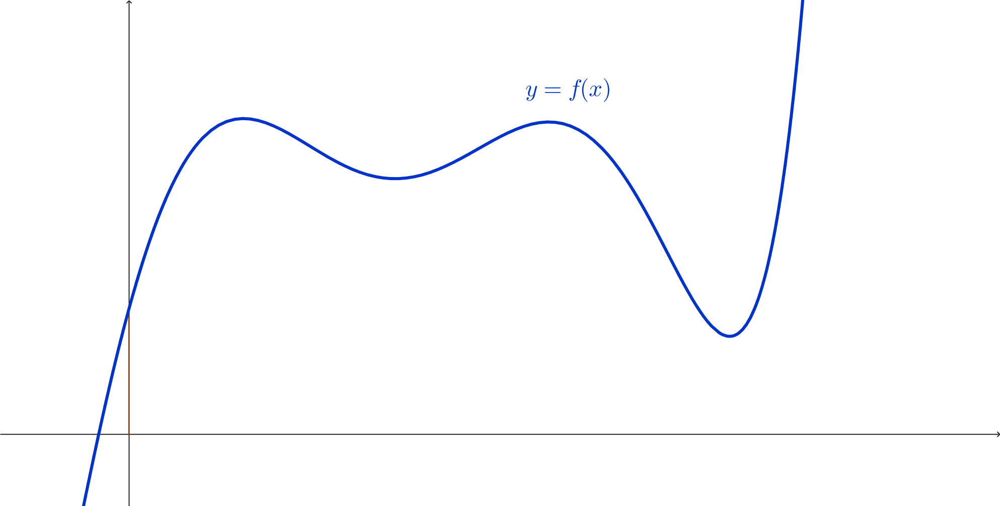 y = f(x)